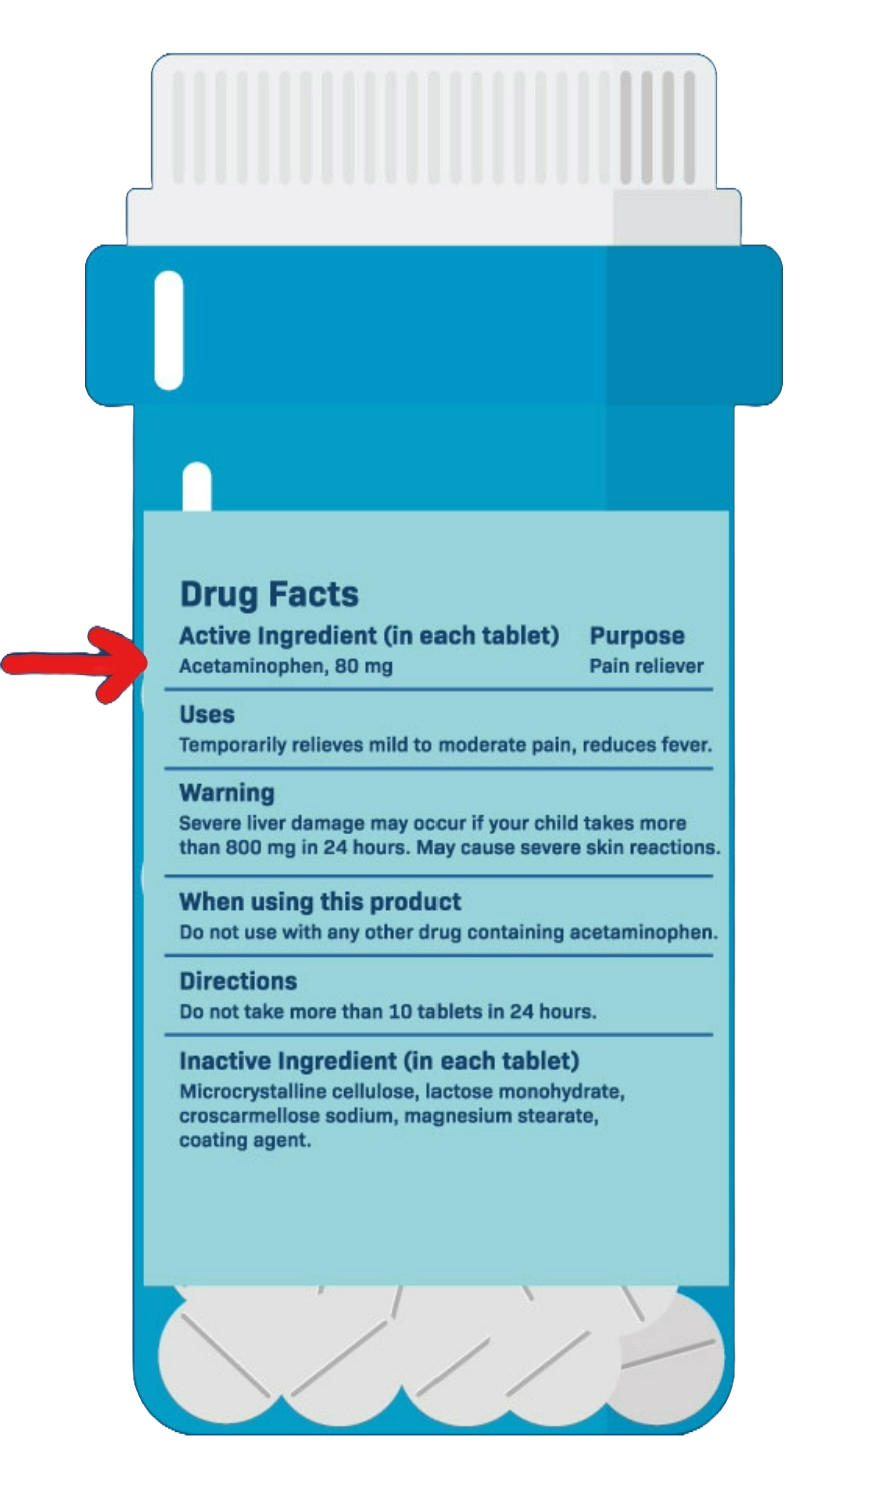 Drug Facts
Active Ingredient (in each tablet) Purpose
Acetaminophen, 80 mg Pain reliever
Uses
Temporarily relieves mild to moderate pain, reduces fever.
Warning
Severe liver damage may occur if your child takes more
than 800 mg in 24 hours. May cause severe skin reactions.
When using this product
Do not use with any other drug containing acetaminophen.
Directions
Do not take more than 10 tablets in 24 hours.
Inactive Ingredient (in each tablet)
Microcrystalline cellulose, lactose monohydrate,
croscarmellose sodium, magnesium stearate,
coating agent.